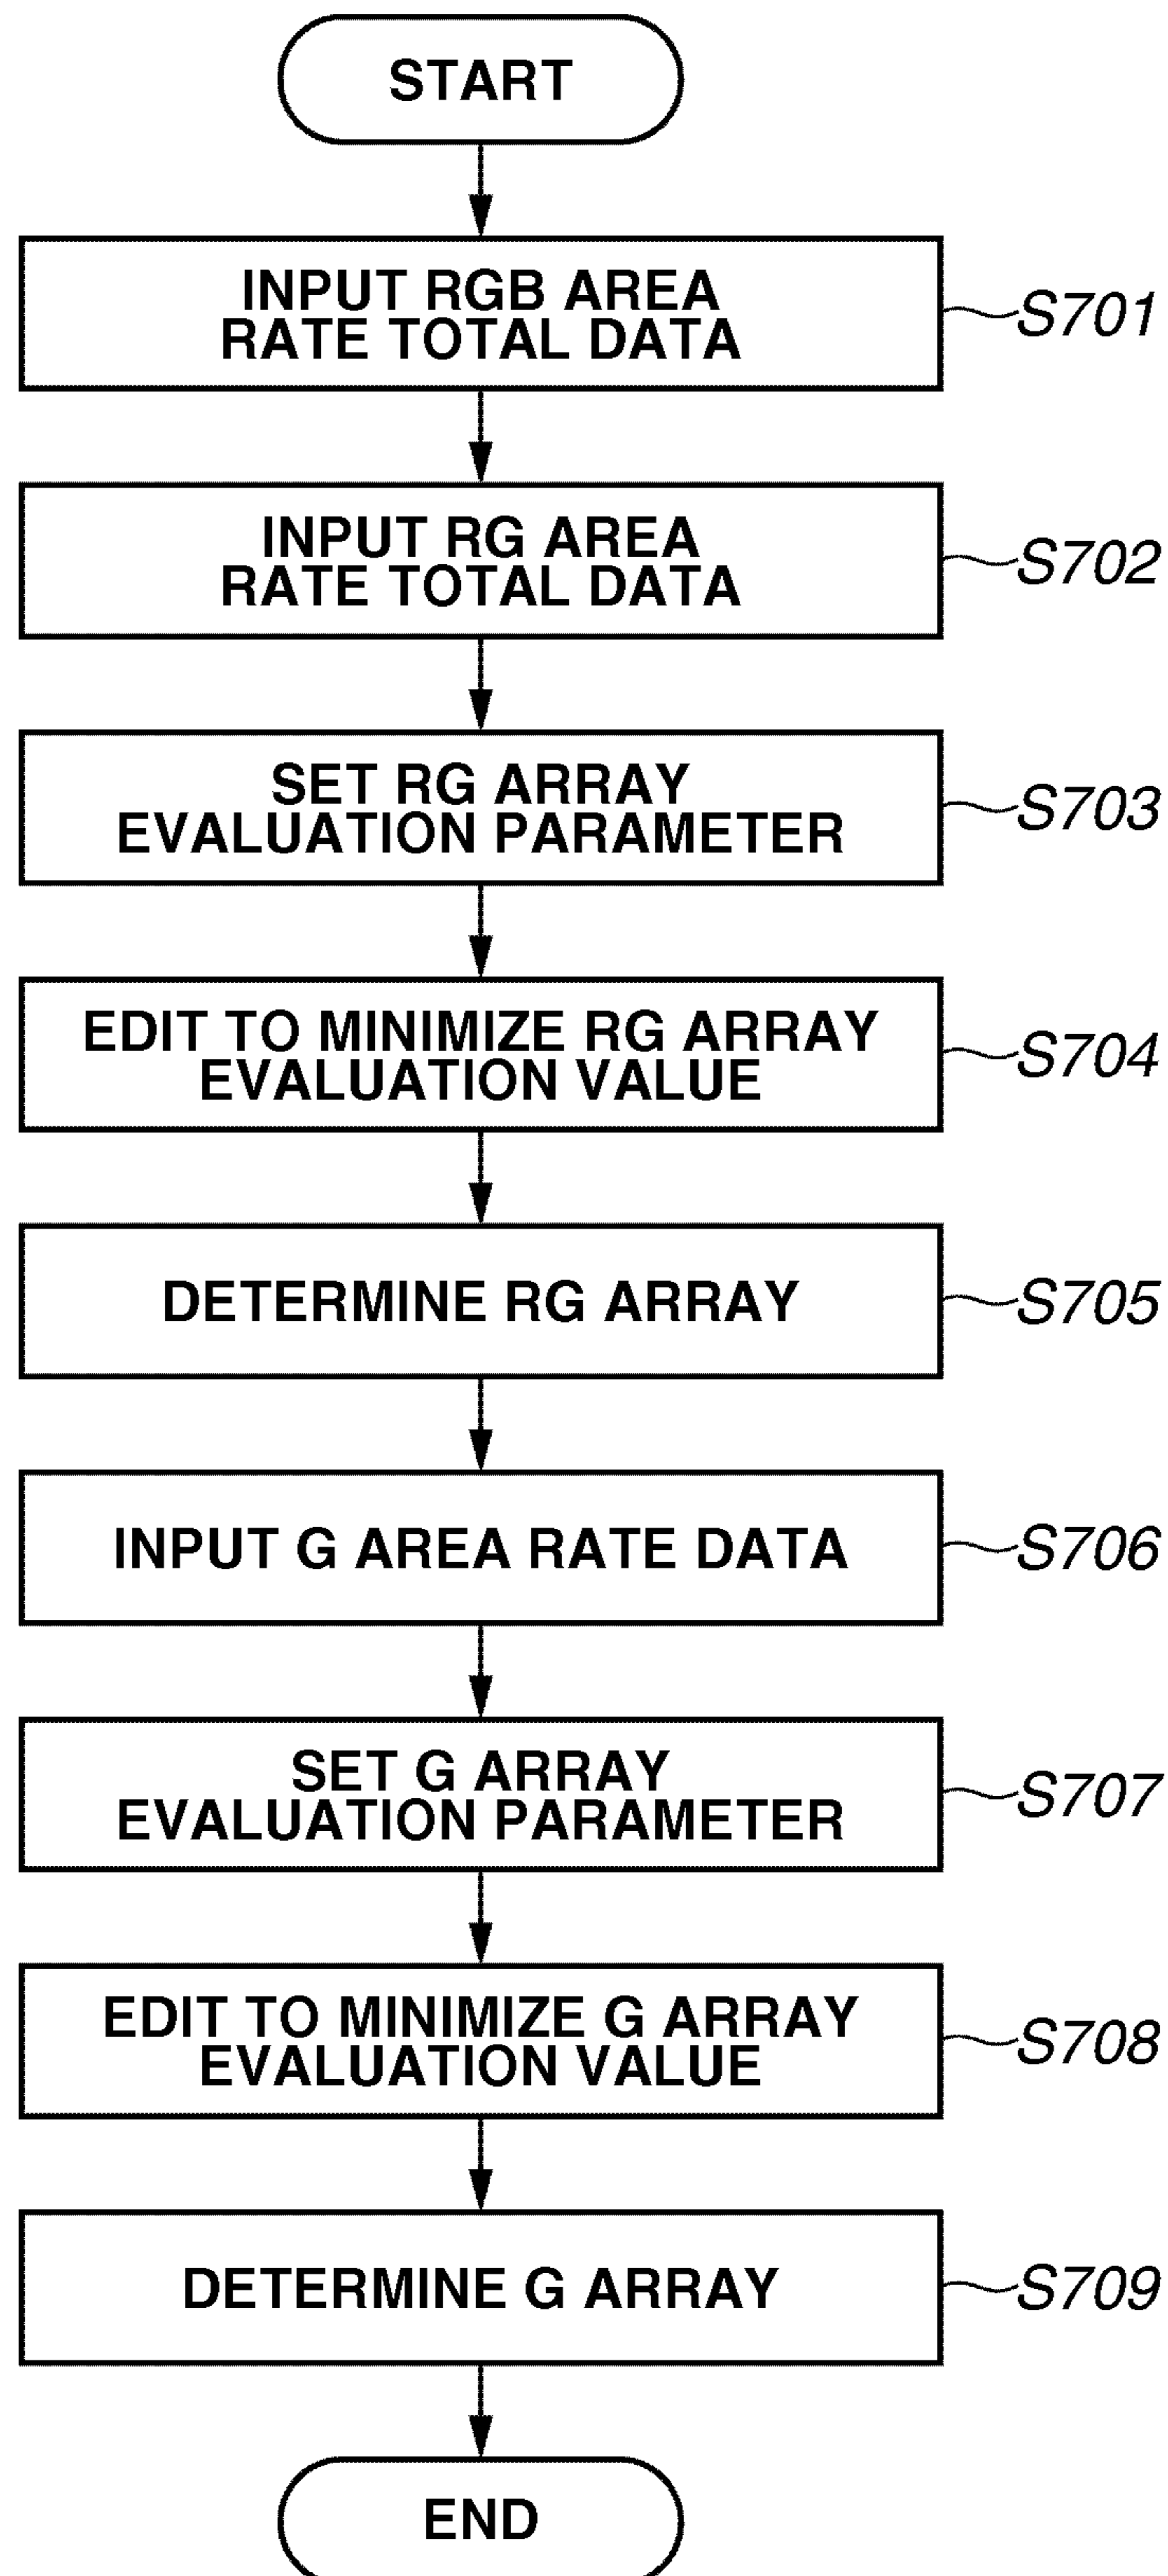 START
INPUT RGB AREA
RATE TOTAL DATA
S701
INPUT RG AREA
RATE TOTAL DATA
S702
SET RG ARRAY
EVALUATION PARAMETER
S703
EDIT TO MINIMIZE RG ARRAY
EVALUATION VALUE
S704
DETERMINE RG ARRAY
S705
INPUT G AREA RATE DATA
S706
SET G ARRAY
EVALUATION PARAMETER
S707
EDIT TO MINIMIZE G ARRAY
EVALUATION VALUE
S708
DETERMINE G ARRAY
S709
END